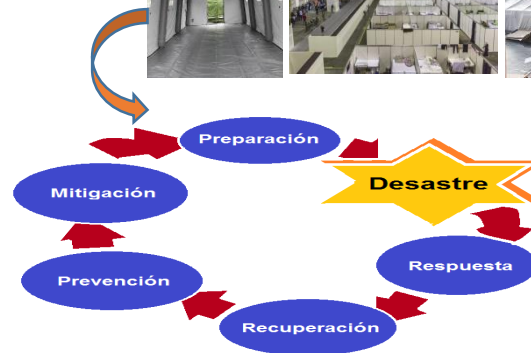 Preparación
Desastre
Mitigación
Respuesta
Prevención
Recuperación